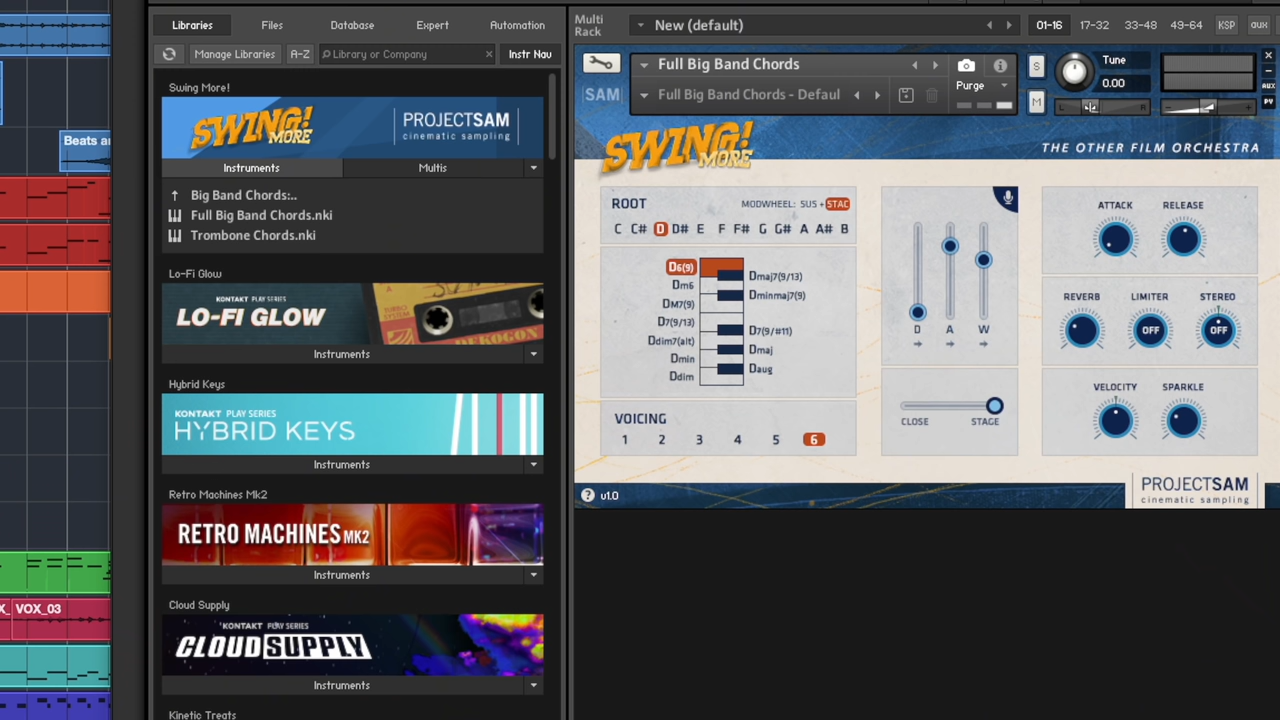 Libraries
Files
Database
Expert
Automation
Manage Libraries
A-Z
Library or Company
Instr Nav
Swing More!
SWING! MORE
PROJECTSAM
cinematic sampling
Instruments
Multis
Big Band Chords:..
Full Big Band Chords.nki
Trombone Chords.nki
Lo-Fi Glow
KONTAKT PLAY SERIES
LO-FI GLOW
Instruments
Hybrid Keys
KONTAKT PLAY SERIES
HYBRID KEYS
Instruments
Retro Machines Mk2
RETRO MACHINES MK2
Instruments
Cloud Supply
KONTAKT PLAY SERIES
CLOUDSUPPLY
Instruments
Kinetic Treats
Beats a
VOX_03
Multi
Rack
New (default)
01-16
17-32
33-48
49-64
KSP
aux
Full Big Band Chords
SAM
Full Big Band Chords - Defaul
Purge
S
M
Tune
0.00
L
R
AUX
PV
SWING! MORE
THE OTHER FILM ORCHESTRA
ROOT
MODWHEEL: SUS + STAC
C C# D D# E F F# G G# A A# B
D6(9)
Dmaj7(9/13)
Dm6
Dminmaj7(9)
DM7(9)
D7(9/13)
D7(9/#11)
Ddim7(alt)
Dmaj
Dmin
Daug
Ddim
VOICING
1 2 3 4 5 6
D A W
CLOSE
STAGE
ATTACK
RELEASE
REVERB
LIMITER
STEREO
OFF
OFF
VELOCITY
SPARKLE
? v1.0
PROJECTSAM
cinematic sampling